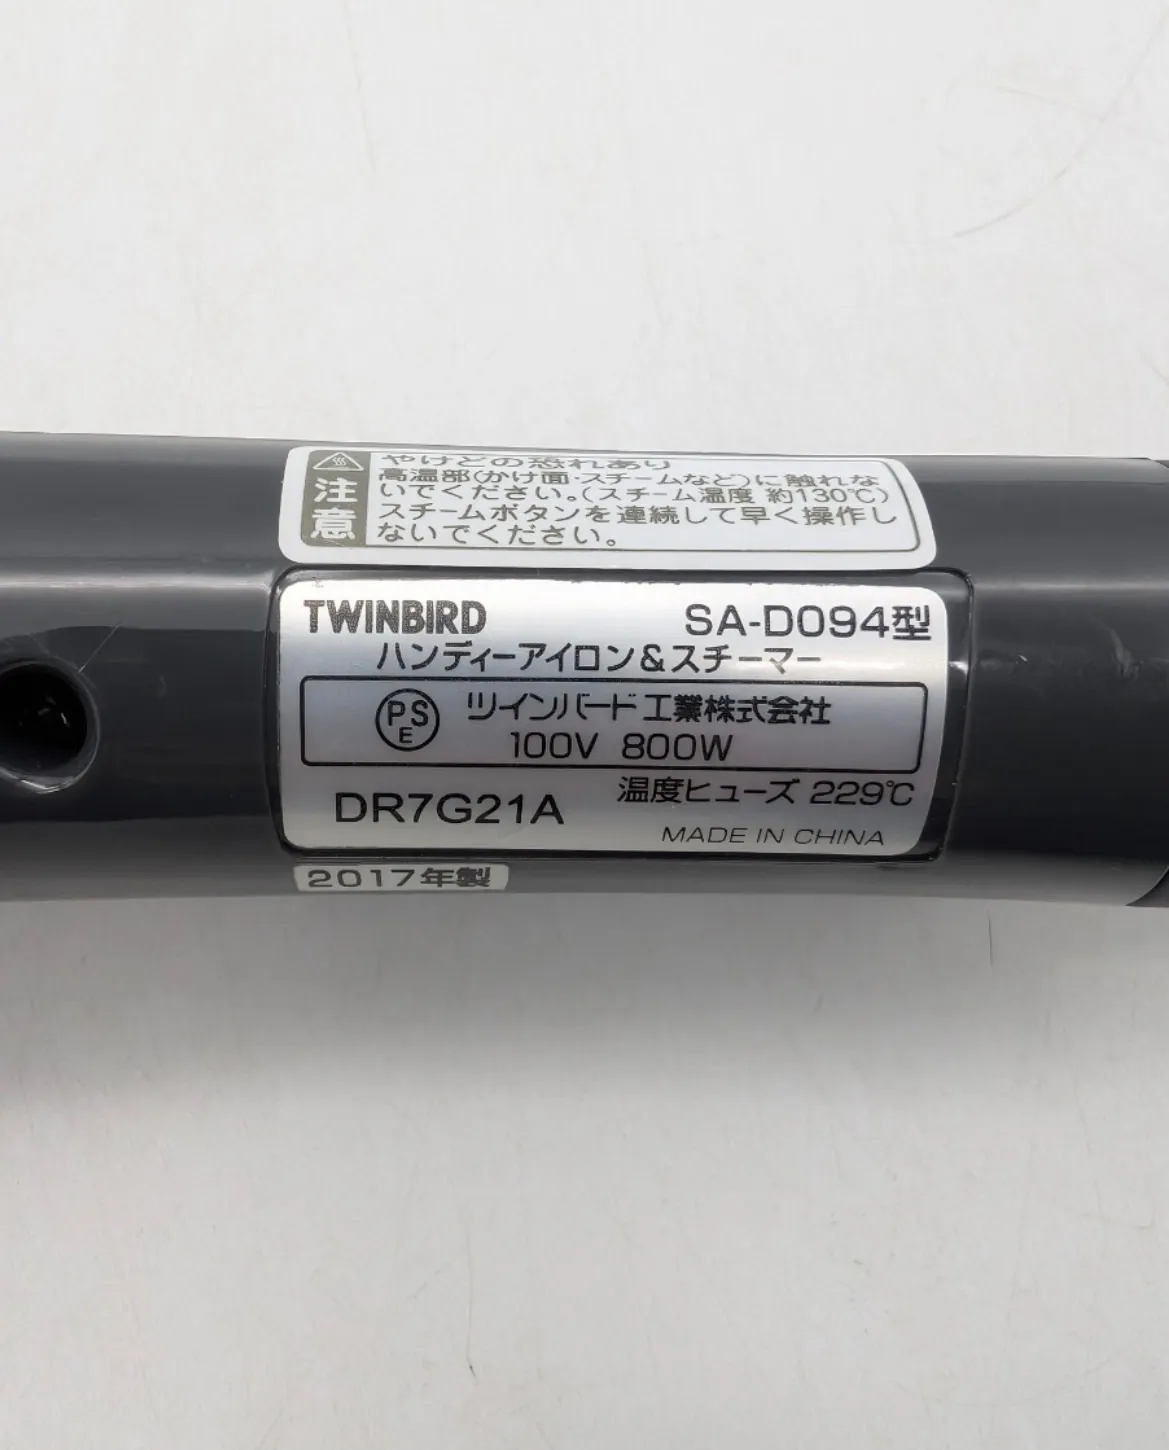 注意
やけどの恐れあり
高温部(かけ面・スチームなど)に触れな
いでください。(スチーム温度 約130℃)
スチームボタンを連続して早く操作し
ないでください。
TWINBIRD SA-D094型
ハンディーアイロン&スチーマー
PSE ツインバード工業株式会社
100V 800W
温度ヒューズ 229℃
DR7G21A
MADE IN CHINA
2017年製